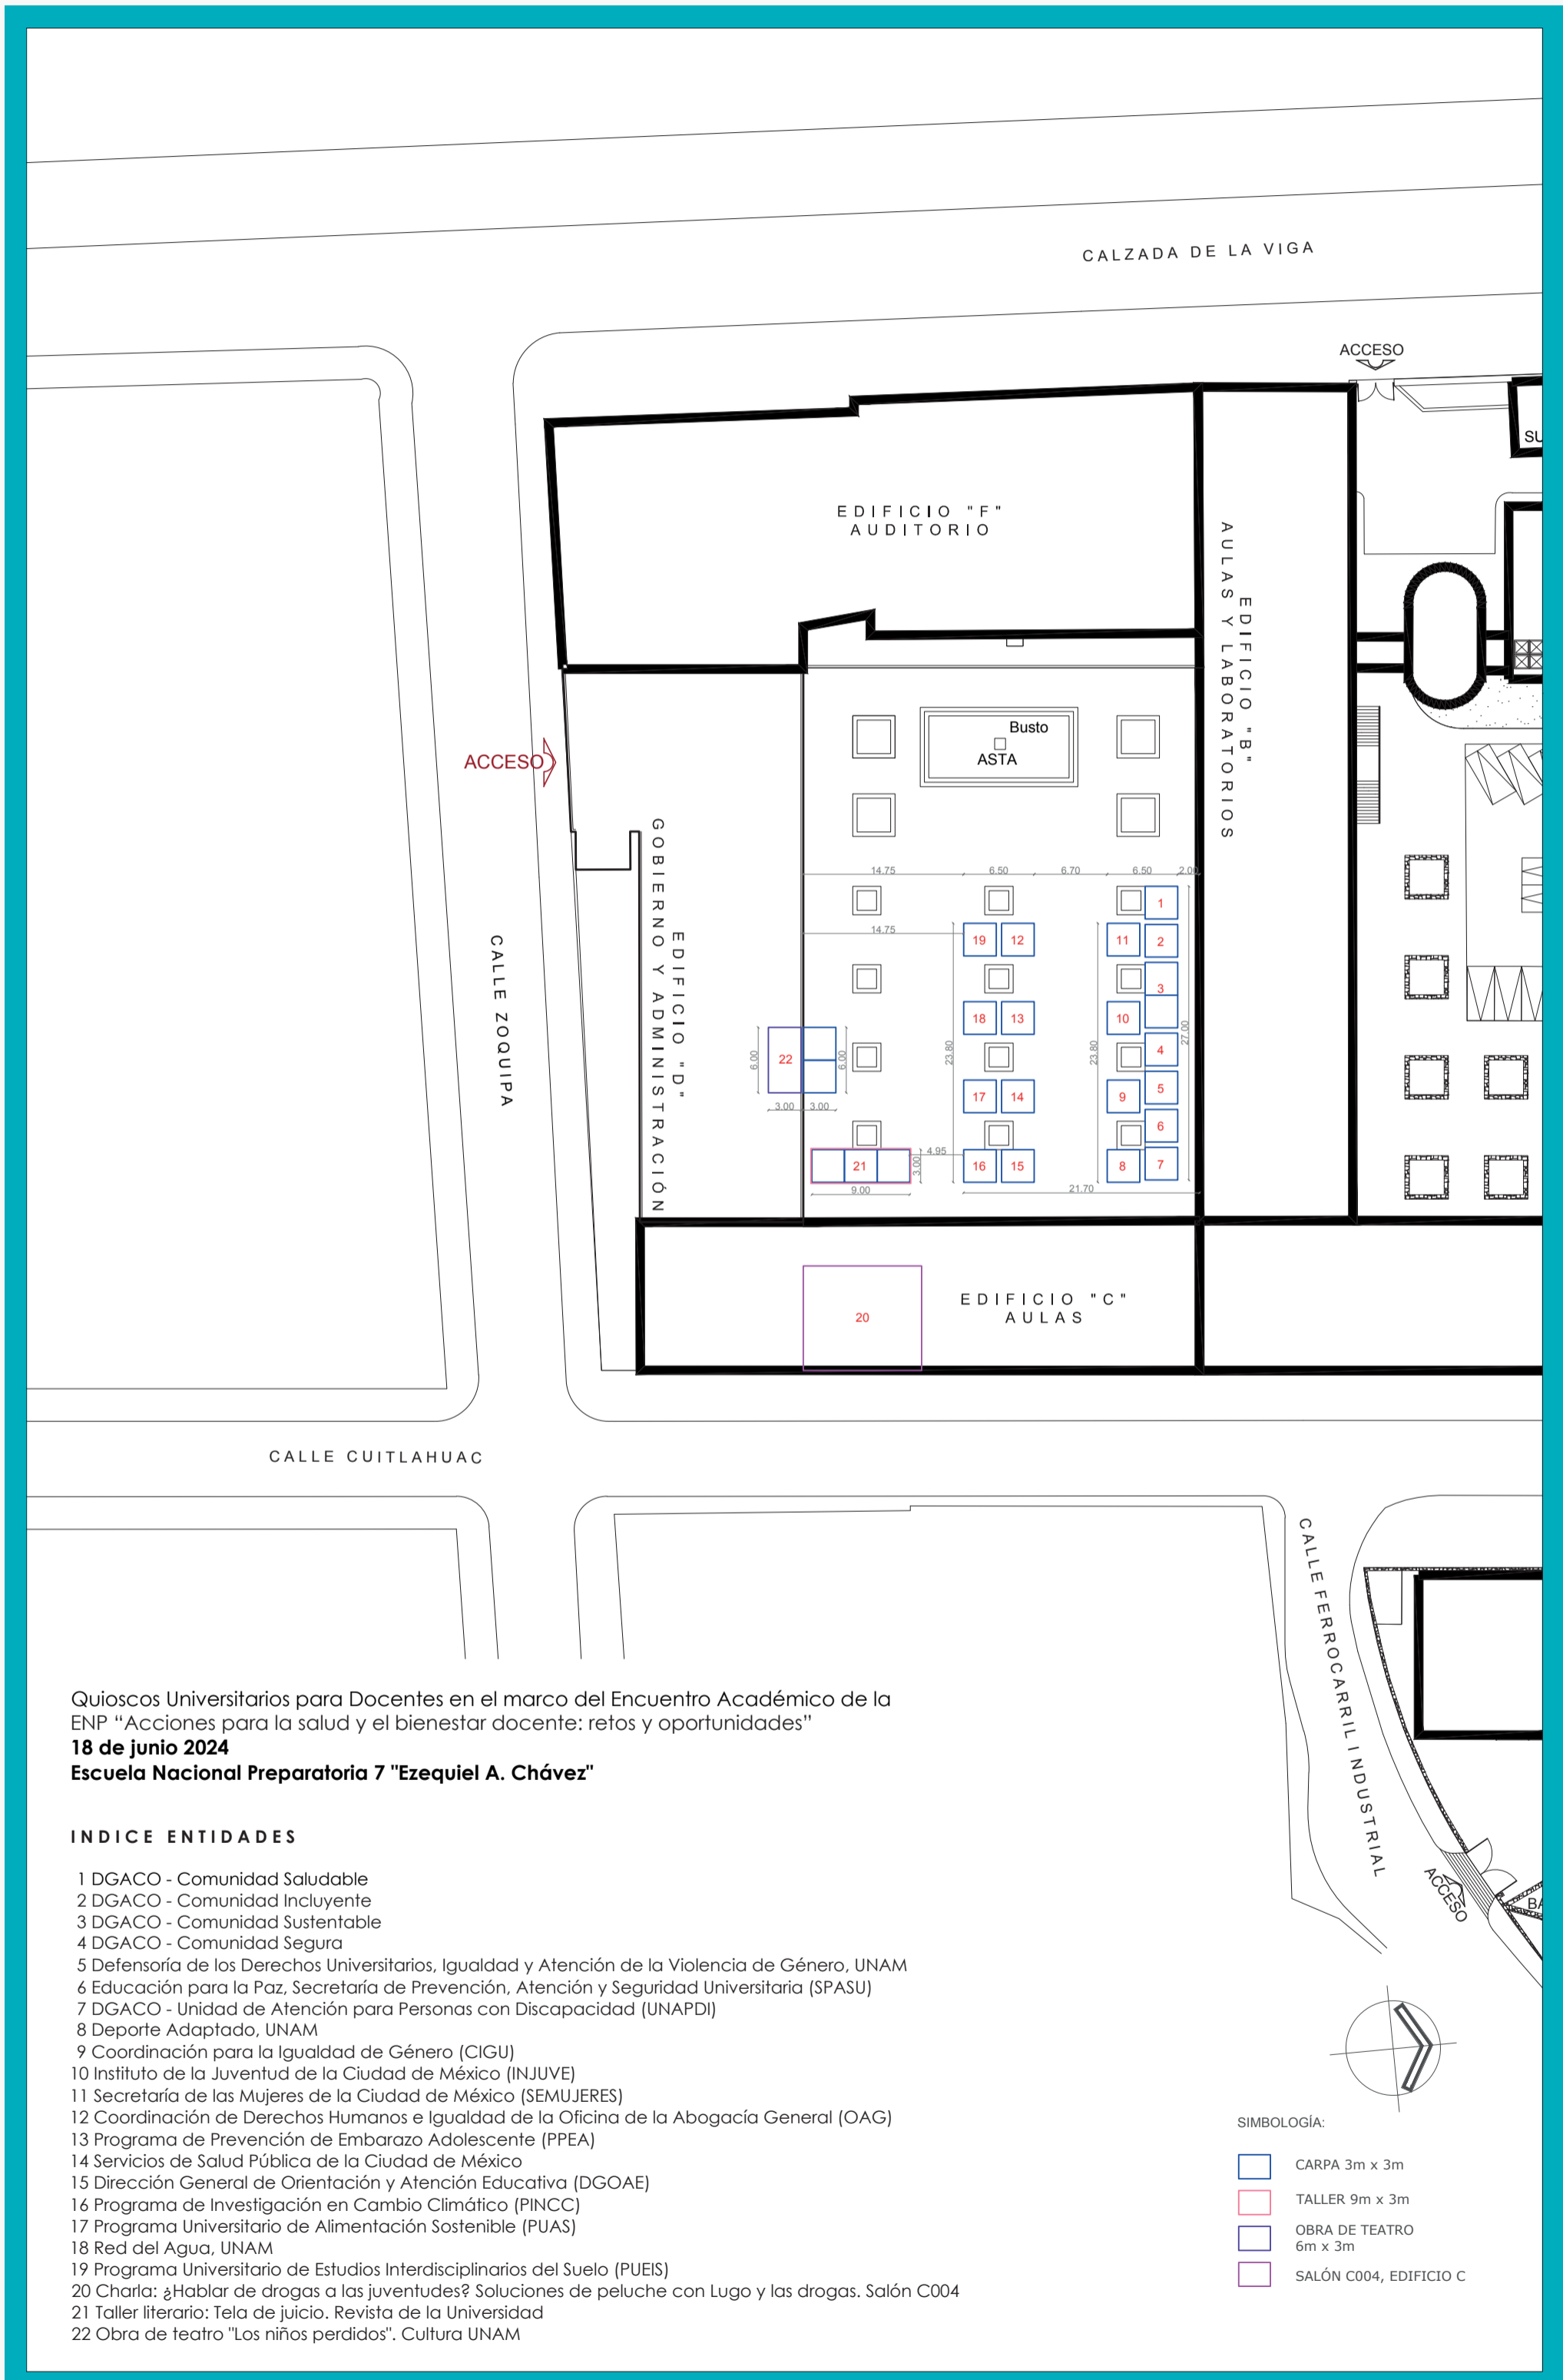 CALZADA DE LA VIGA
ACCESO
SU
EDIFICIO "F"
AUDITORIO
EDIFICIO "B"
AULAS Y LABORATORIOS
Busto
ASTA
ACCESO
EDIFICIO "D"
GOBIERNO Y ADMINISTRACIÓN
CALLE ZOQUIPA
14.75
6.50
6.70
6.50
2.00
1
14.75
19
12
11
2
3
18
13
10
27.00
23.80
23.80
4
22
6.00
6.00
3.00
3.00
17
14
9
5
6
4.95
21
3.00
16
15
8
7
9.00
21.70
20
EDIFICIO "C"
AULAS
CALLE CUITLAHUAC
CALLE FERROCARRIL INDUSTRIAL
ACCESO
BA
Quioscos Universitarios para Docentes en el marco del Encuentro Académico de la
ENP “Acciones para la salud y el bienestar docente: retos y oportunidades”
18 de junio 2024
Escuela Nacional Preparatoria 7 "Ezequiel A. Chávez"
INDICE ENTIDADES
1 DGACO - Comunidad Saludable
2 DGACO - Comunidad Incluyente
3 DGACO - Comunidad Sustentable
4 DGACO - Comunidad Segura
5 Defensoría de los Derechos Universitarios, Igualdad y Atención de la Violencia de Género, UNAM
6 Educación para la Paz, Secretaría de Prevención, Atención y Seguridad Universitaria (SPASU)
7 DGACO - Unidad de Atención para Personas con Discapacidad (UNAPDI)
8 Deporte Adaptado, UNAM
9 Coordinación para la Igualdad de Género (CIGU)
10 Instituto de la Juventud de la Ciudad de México (INJUVE)
11 Secretaría de las Mujeres de la Ciudad de México (SEMUJERES)
12 Coordinación de Derechos Humanos e Igualdad de la Oficina de la Abogacía General (OAG)
13 Programa de Prevención de Embarazo Adolescente (PPEA)
14 Servicios de Salud Pública de la Ciudad de México
15 Dirección General de Orientación y Atención Educativa (DGOAE)
16 Programa de Investigación en Cambio Climático (PINCC)
17 Programa Universitario de Alimentación Sostenible (PUAS)
18 Red del Agua, UNAM
19 Programa Universitario de Estudios Interdisciplinarios del Suelo (PUEIS)
20 Charla: ¿Hablar de drogas a las juventudes? Soluciones de peluche con Lugo y las drogas. Salón C004
21 Taller literario: Tela de juicio. Revista de la Universidad
22 Obra de teatro "Los niños perdidos". Cultura UNAM
SIMBOLOGÍA:
CARPA 3m x 3m
TALLER 9m x 3m
OBRA DE TEATRO
6m x 3m
SALÓN C004, EDIFICIO C